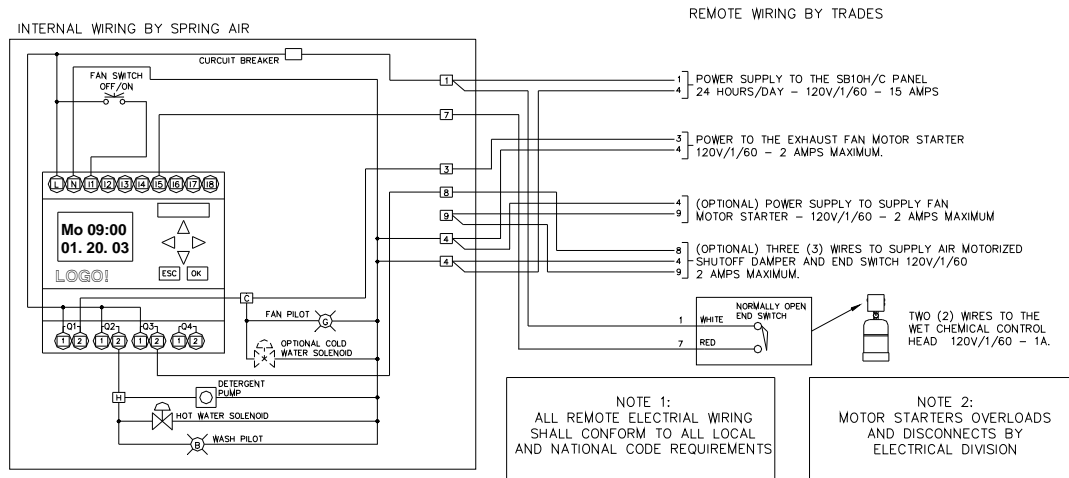 REMOTE WIRING BY TRADES
INTERNAL WIRING BY SPRING AIR
CURCUIT BREAKER
FAN SWITCH
OFF/ON
L N I1 I2 I3 I4 I5 I6 I7 I8
Mo 09:00
01. 20. 03
LOGO!
ESC OK
Q1 Q2 Q3 Q4
1 2 1 2 1 2 1 2
C
FAN PILOT
G
OPTIONAL COLD
WATER SOLENOID
DETERGENT
PUMP
H
HOT WATER SOLENOID
B
WASH PILOT
1
7
3
8
9
4
4
1 POWER SUPPLY TO THE SB10H/C PANEL
4 24 HOURS/DAY - 120V/1/60 - 15 AMPS
3 POWER TO THE EXHAUST FAN MOTOR STARTER
4 120V/1/60 - 2 AMPS MAXIMUM.
4 (OPTIONAL) POWER SUPPLY TO SUPPLY FAN
9 MOTOR STARTER - 120V/1/60 - 2 AMPS MAXIMUM
8 (OPTIONAL) THREE (3) WIRES TO SUPPLY AIR MOTORIZED
4 SHUTOFF DAMPER AND END SWITCH 120V/1/60
9 2 AMPS MAXIMUM.
NORMALLY OPEN
END SWITCH
1 WHITE
7 RED
TWO (2) WIRES TO THE
WET CHEMICAL CONTROL
HEAD 120V/1/60 - 1A.
NOTE 1:
ALL REMOTE ELECTRIAL WIRING
SHALL CONFORM TO ALL LOCAL
AND NATIONAL CODE REQUIREMENTS
NOTE 2:
MOTOR STARTERS OVERLOADS
AND DISCONNECTS BY
ELECTRICAL DIVISION